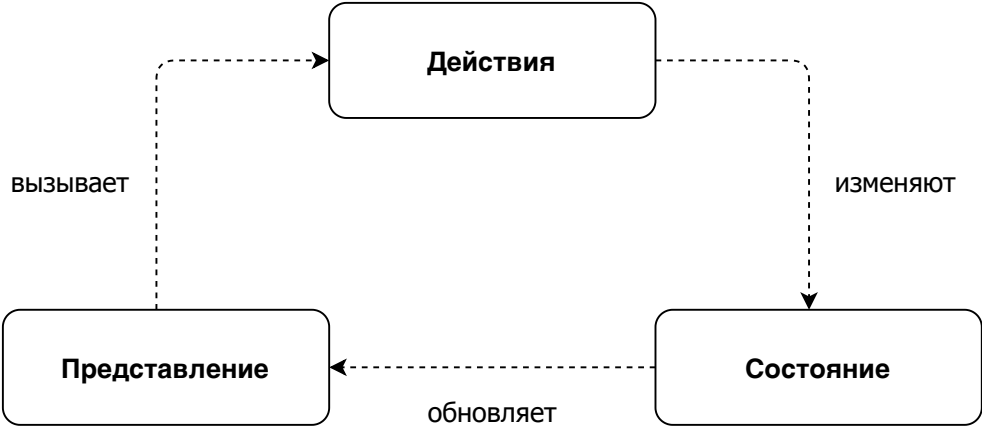 Действия
вызывает
изменяют
Представление
Состояние
обновляет